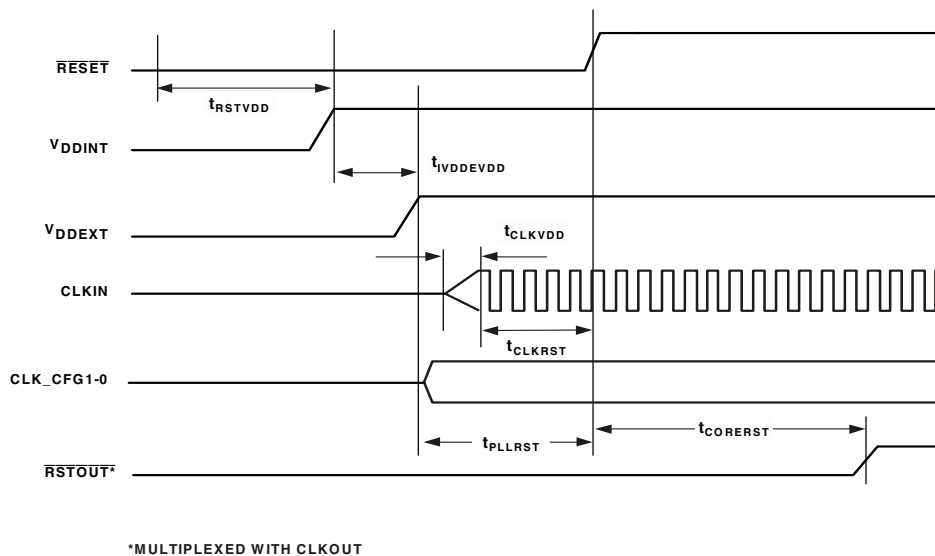 RESET
tRSTVDD
VDDINT
tIVDDEVDD
VDDEXT
tCLKVDD
CLKIN
tCLKRST
CLK_CFG1-0
tCORERST
tPLLRST
RSTOUT*
*MULTIPLEXED WITH CLKOUT